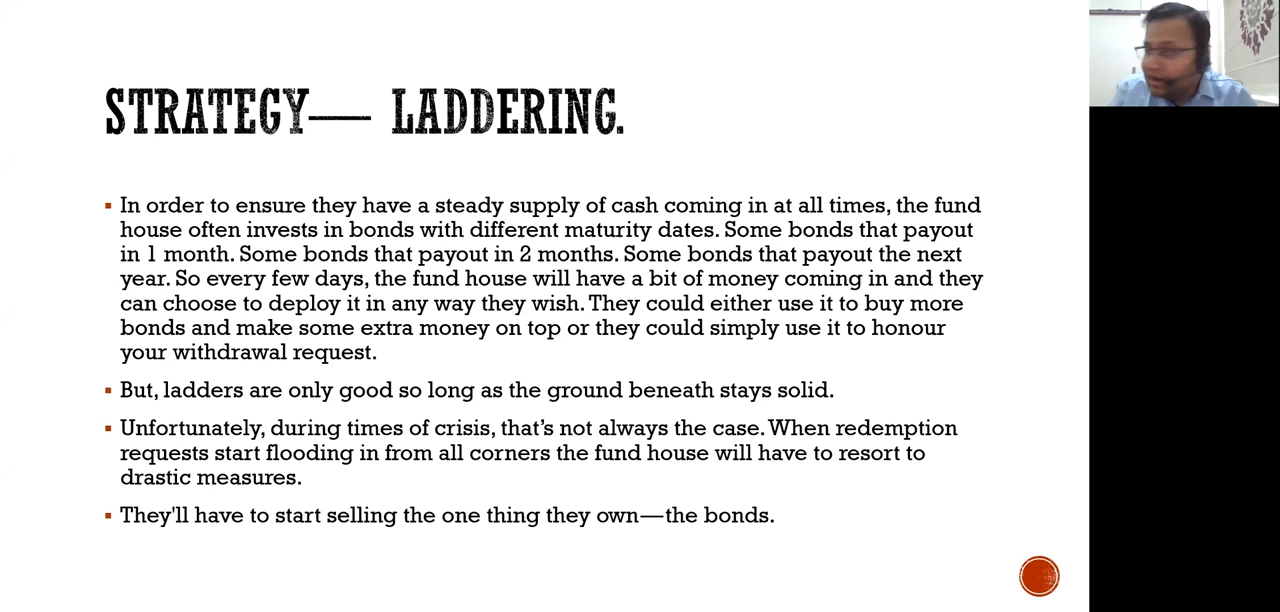 STRATEGY— LADDERING.
▪ In order to ensure they have a steady supply of cash coming in at all times, the fund
house often invests in bonds with different maturity dates. Some bonds that payout
in 1 month. Some bonds that payout in 2 months. Some bonds that payout the next
year. So every few days, the fund house will have a bit of money coming in and they
can choose to deploy it in any way they wish. They could either use it to buy more
bonds and make some extra money on top or they could simply use it to honour
your withdrawal request.
▪ But, ladders are only good so long as the ground beneath stays solid.
▪ Unfortunately, during times of crisis, that’s not always the case. When redemption
requests start flooding in from all corners the fund house will have to resort to
drastic measures.
▪ They'll have to start selling the one thing they own—the bonds.